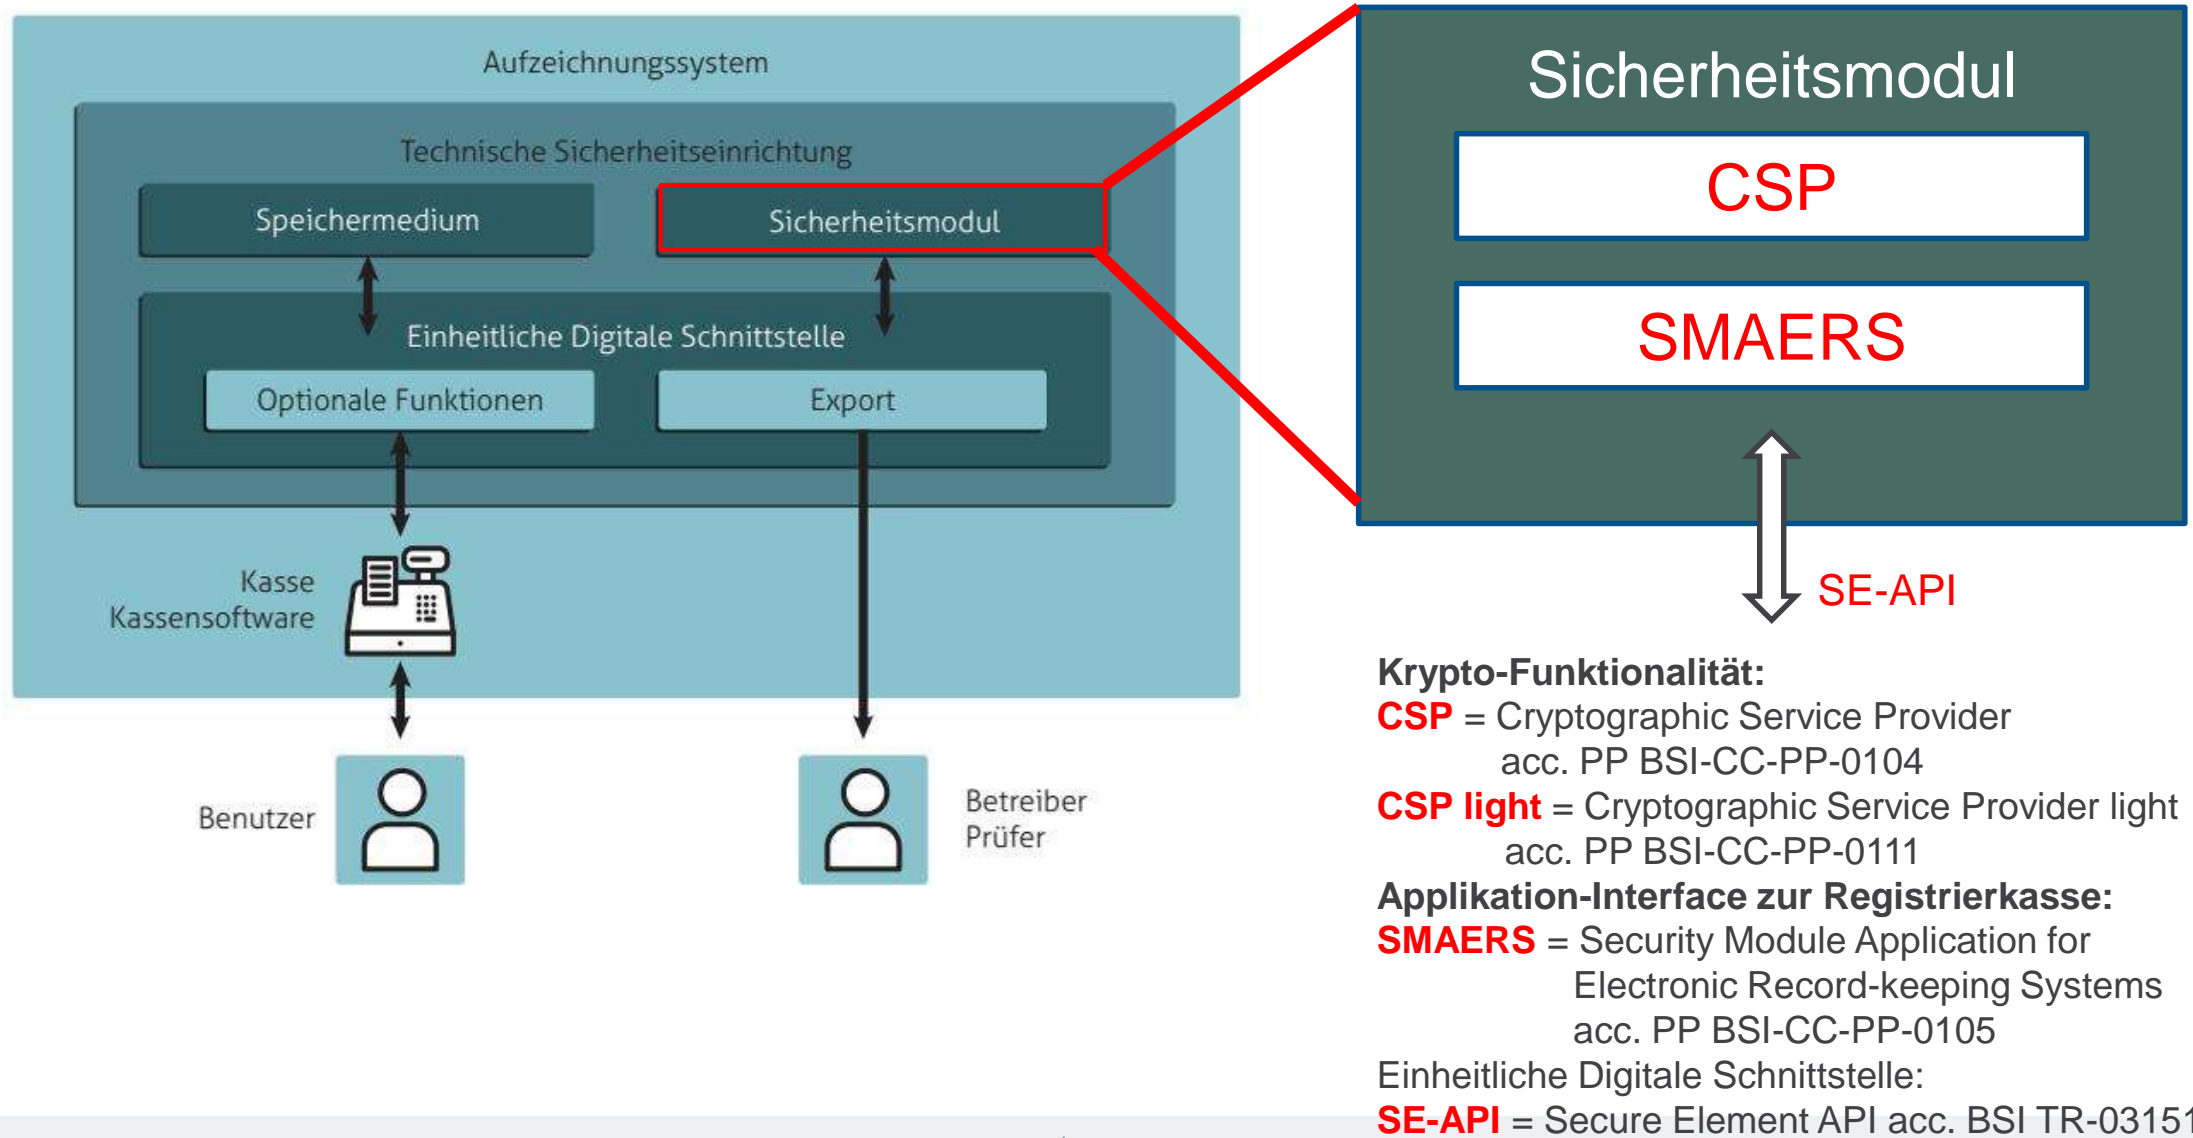 Aufzeichnungssystem
Technische Sicherheitseinrichtung
Speichermedium
Sicherheitsmodul
Einheitliche Digitale Schnittstelle
Optionale Funktionen
Export
Kasse
Kassensoftware
Benutzer
Betreiber
Prüfer
Sicherheitsmodul
CSP
SMAERS
SE-API
Krypto-Funktionalität:
CSP = Cryptographic Service Provider
acc. PP BSI-CC-PP-0104
CSP light = Cryptographic Service Provider light
acc. PP BSI-CC-PP-0111
Applikation-Interface zur Registrierkasse:
SMAERS = Security Module Application for
Electronic Record-keeping Systems
acc. PP BSI-CC-PP-0105
Einheitliche Digitale Schnittstelle:
SE-API = Secure Element API acc. BSI TR-03151